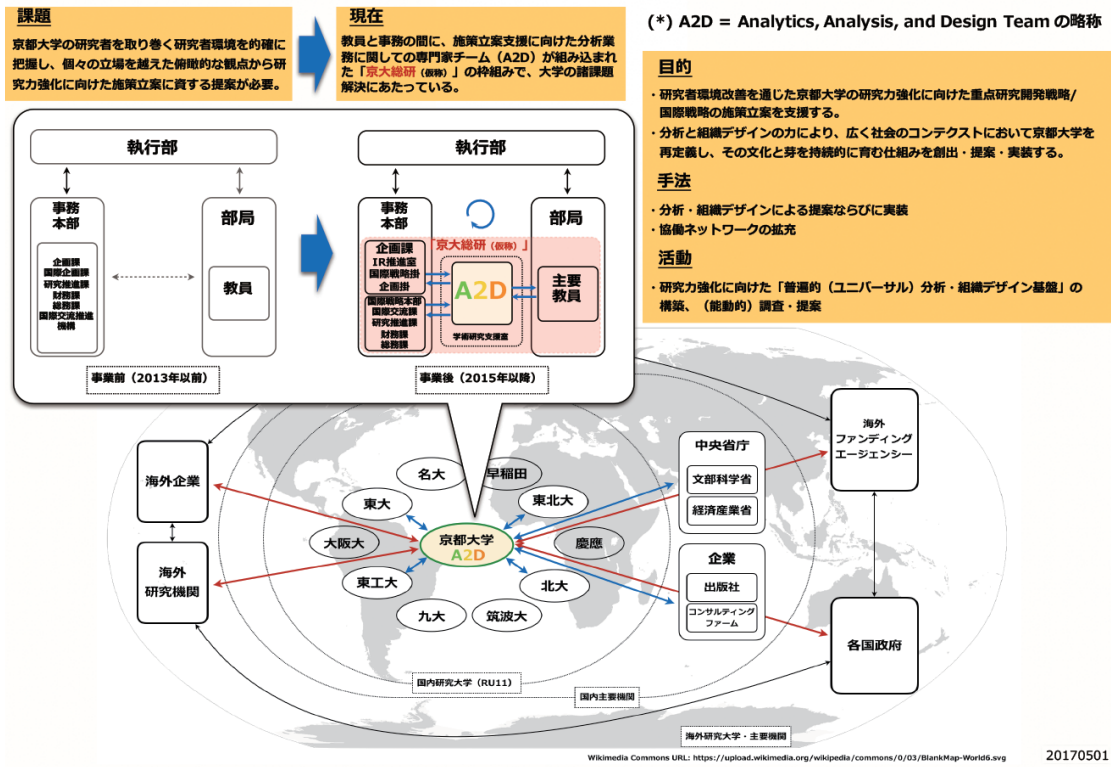 課題
京都大学の研究者を取り巻く研究者環境を的確に
把握し、個々の立場を越えた俯瞰的な観点から研
究力強化に向けた施策立案に資する提案が必要。
現在
教員と事務の間に、施策立案支援に向けた分析業
務に関しての専門家チーム（A2D）が組み込まれ
た「京大総研（仮称）」の枠組みで、大学の諸課題
解決にあたっている。
(*) A2D = Analytics, Analysis, and Design Team の略称
目的
・研究者環境改善を通じた京都大学の研究力強化に向けた重点研究開発戦略/
国際戦略の施策立案を支援する。
・分析と組織デザインの力により、広く社会のコンテクストにおいて京都大学を
再定義し、その文化と芽を持続的に育む仕組みを創出・提案・実装する。
手法
・分析・組織デザインによる提案ならびに実装
・協働ネットワークの拡充
活動
・研究力強化に向けた「普遍的（ユニバーサル）分析・組織デザイン基盤」の
構築、（能動的）調査・提案
執行部
事務
本部
企画課
国際企画課
研究推進課
財務課
総務課
国際交流推進
機構
部局
教員
事業前（2013年以前）
執行部
事務
本部
企画課
IR推進室
国際戦略掛
企画掛
国際戦略本部
国際交流課
研究推進課
財務課
総務課
「京大総研（仮称）」
A2D
学術研究支援室
部局
主要
教員
事業後（2015年以降）
海外企業
海外
研究機関
名大
早稲田
東大
東北大
大阪大
京都大学
A2D
慶應
東工大
北大
九大
筑波大
中央省庁
文部科学省
経済産業省
企業
出版社
コンサルティング
ファーム
海外
ファンディング
エージェンシー
各国政府
国内研究大学（RU11）
国内主要機関
海外研究大学・主要機関
Wikimedia Commons URL: https://upload.wikimedia.org/wikipedia/commons/0/03/BlankMap-World6.svg
20170501